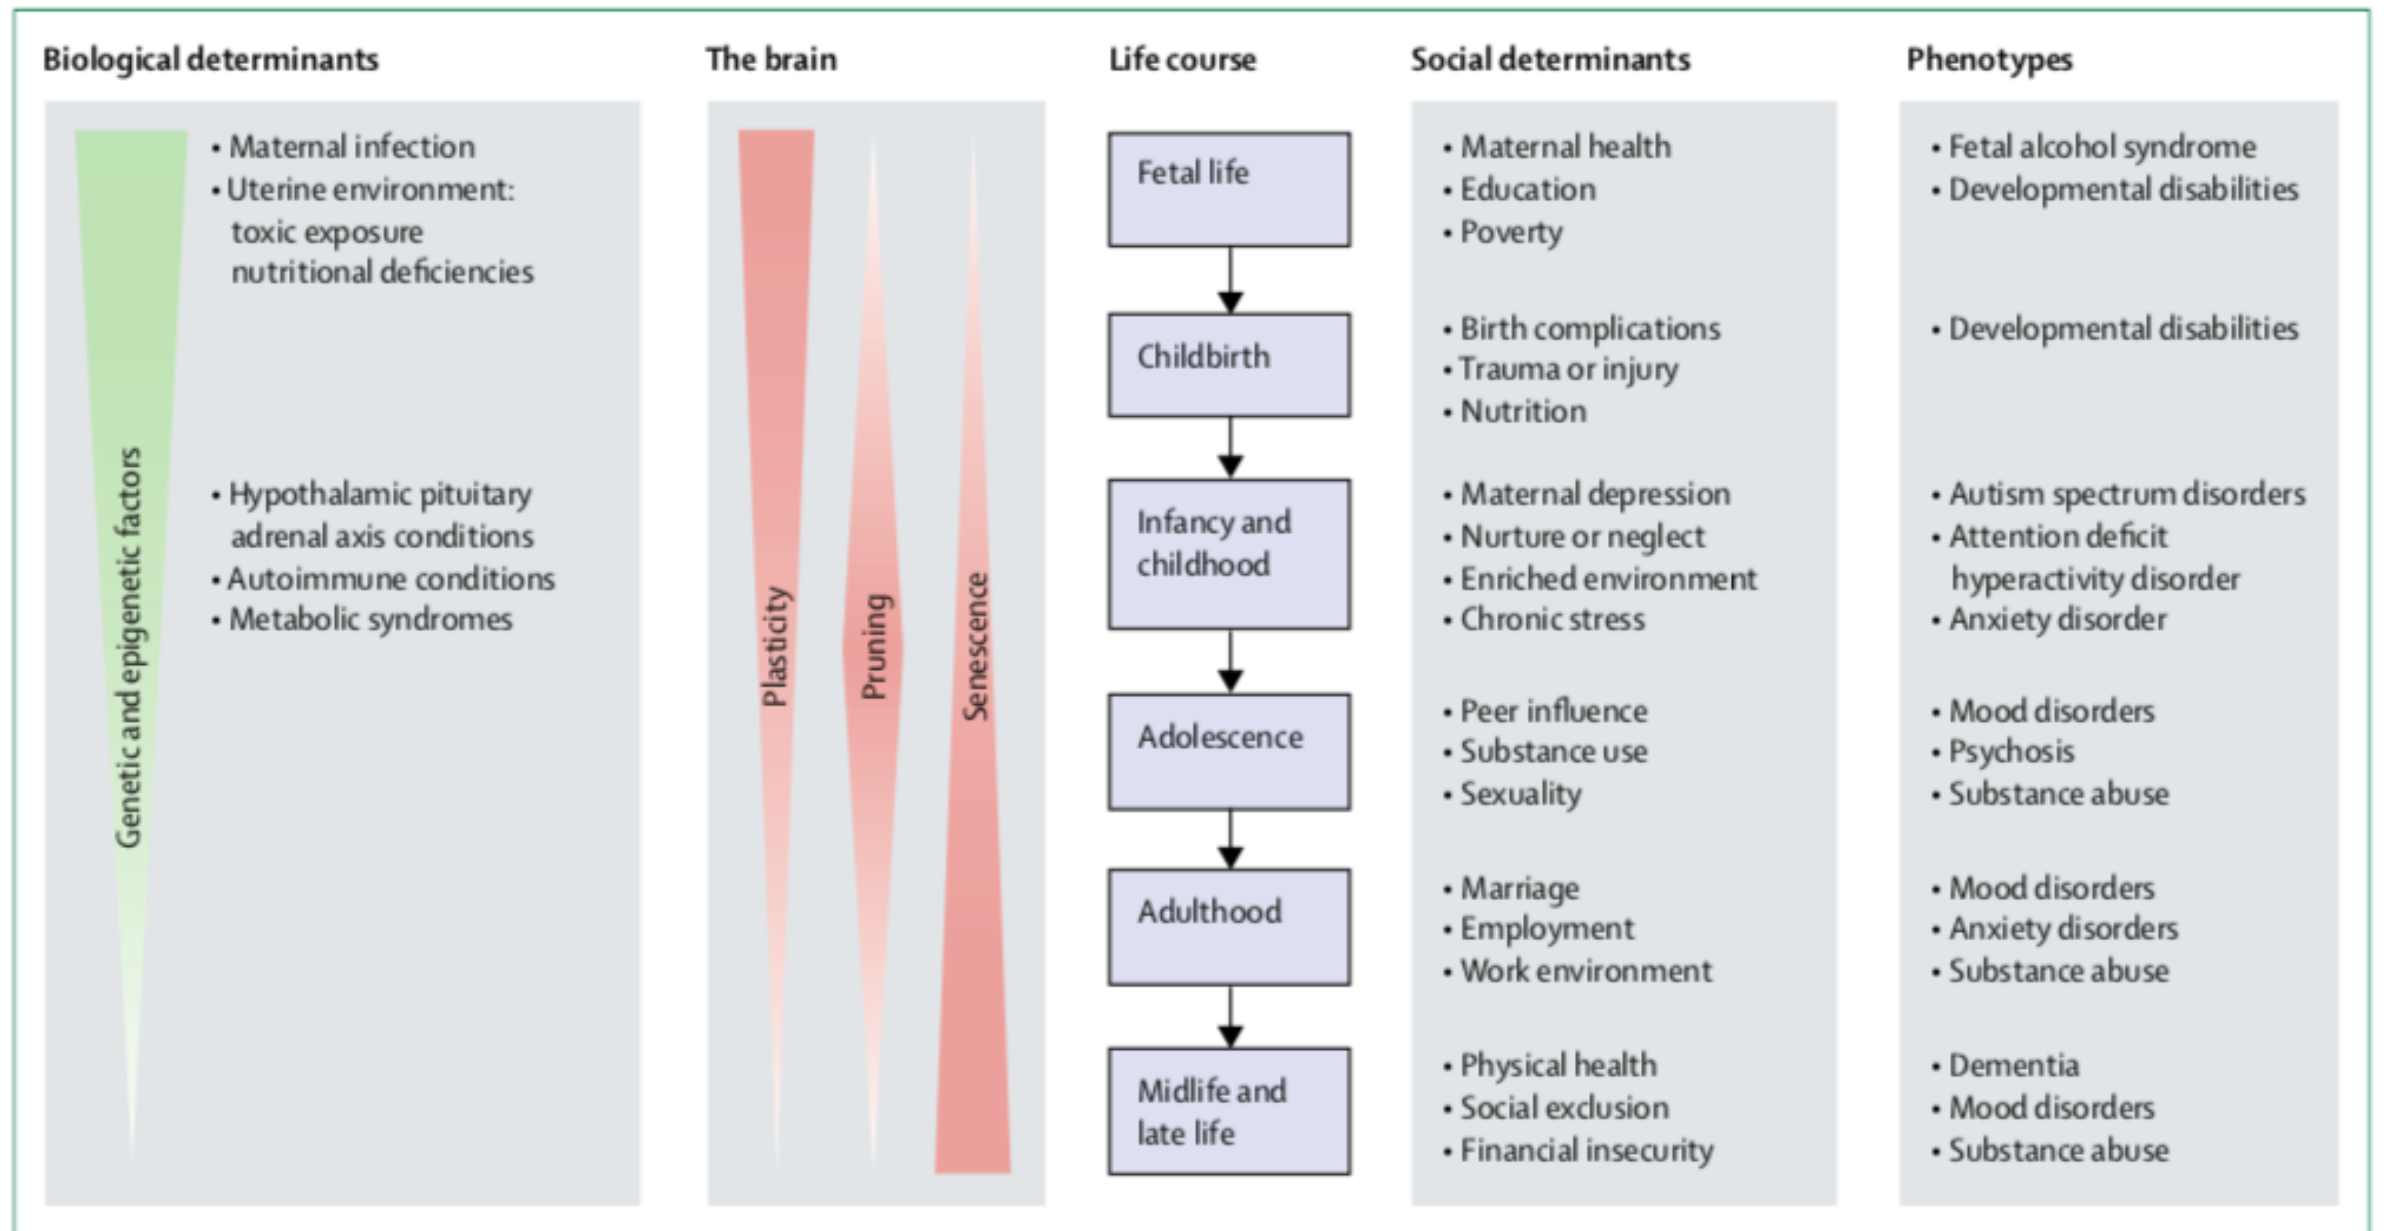 Biological determinants
• Maternal infection
• Uterine environment:
toxic exposure
nutritional deficiencies
• Hypothalamic pituitary
adrenal axis conditions
• Autoimmune conditions
• Metabolic syndromes
Genetic and epigenetic factors
The brain
Plasticity
Pruning
Senescence
Life course
Fetal life
Childbirth
Infancy and
childhood
Adolescence
Adulthood
Midlife and
late life
Social determinants
• Maternal health
• Education
• Poverty
• Birth complications
• Trauma or injury
• Nutrition
• Maternal depression
• Nurture or neglect
• Enriched environment
• Chronic stress
• Peer influence
• Substance use
• Sexuality
• Marriage
• Employment
• Work environment
• Physical health
• Social exclusion
• Financial insecurity
Phenotypes
• Fetal alcohol syndrome
• Developmental disabilities
• Developmental disabilities
• Autism spectrum disorders
• Attention deficit
hyperactivity disorder
• Anxiety disorder
• Mood disorders
• Psychosis
• Substance abuse
• Mood disorders
• Anxiety disorders
• Substance abuse
• Dementia
• Mood disorders
• Substance abuse